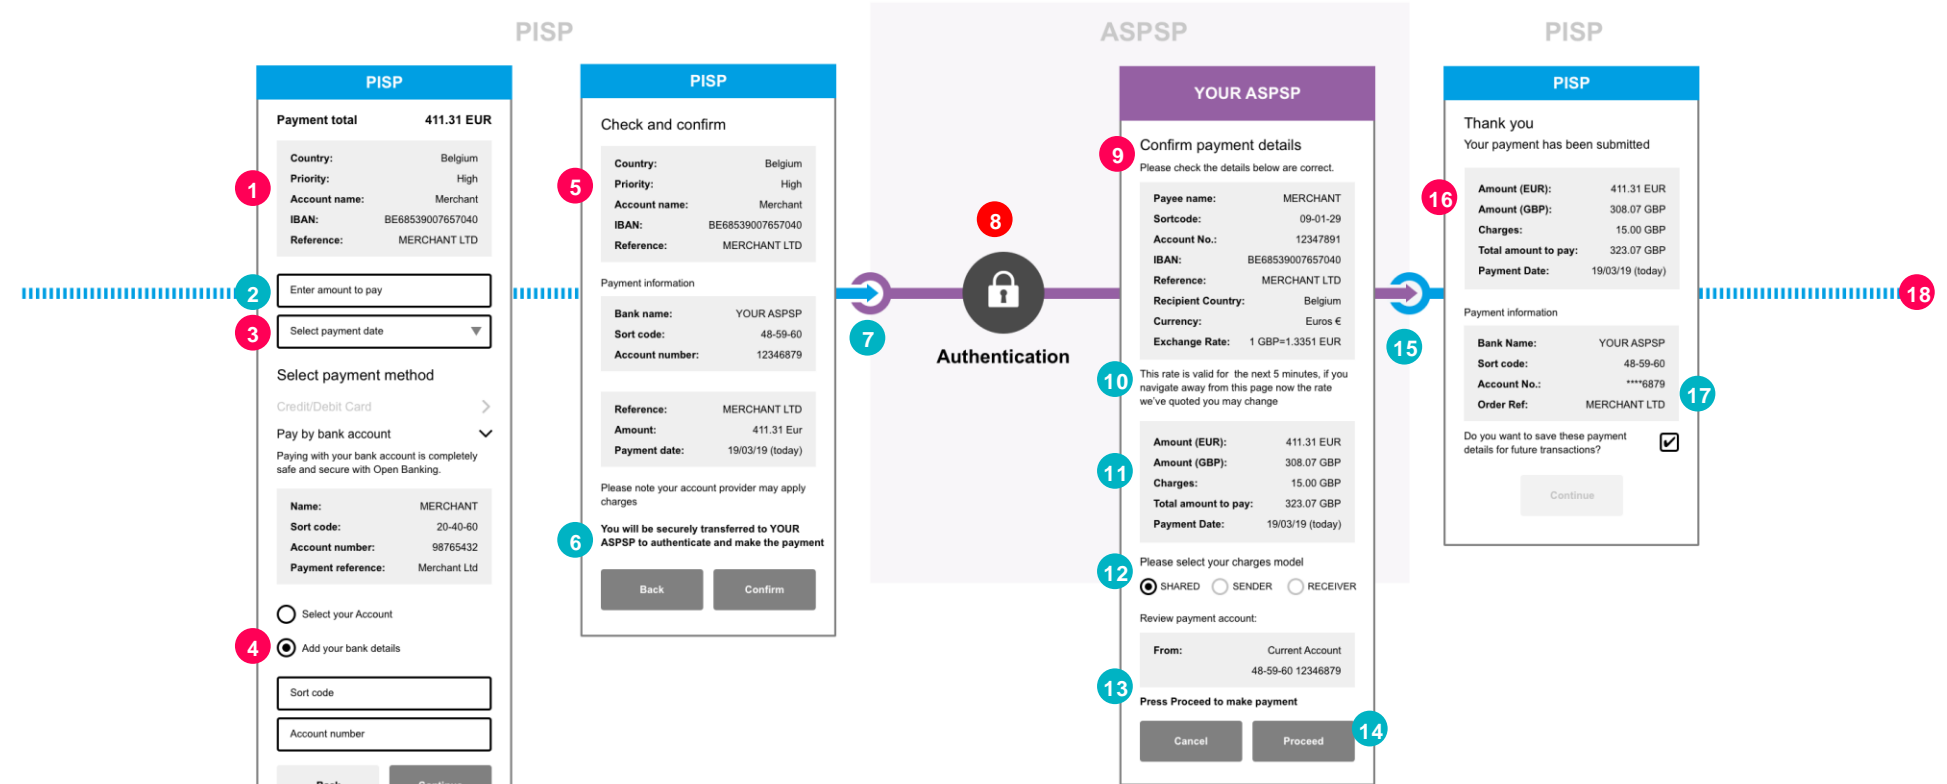 PISP
ASPSP
PISP
PISP
Payment total 411.31 EUR
1
Country: Belgium
Priority: High
Account name: Merchant
IBAN: BE68539007657040
Reference: MERCHANT LTD
2
Enter amount to pay
3
Select payment date
Select payment method
Credit/Debit Card
Pay by bank account
Paying with your bank account is completely
safe and secure with Open Banking.
Name: MERCHANT
Sort code: 20-40-60
Account number: 98765432
Payment reference: Merchant Ltd
Select your Account
4
Add your bank details
Sort code
Account number
Back Continue
PISP
Check and confirm
5
Country: Belgium
Priority: High
Account name: Merchant
IBAN: BE68539007657040
Reference: MERCHANT LTD
Payment information
Bank name: YOUR ASPSP
Sort code: 48-59-60
Account number: 12346879
Reference: MERCHANT LTD
Amount: 411.31 Eur
Payment date: 19/03/19 (today)
Please note your account provider may apply
charges
6
You will be securely transferred to YOUR
ASPSP to authenticate and make the payment
Back Confirm
7
8
Authentication
YOUR ASPSP
9
Confirm payment details
Please check the details below are correct.
Payee name: MERCHANT
Sortcode: 09-01-29
Account No.: 12347891
IBAN: BE68539007657040
Reference: MERCHANT LTD
Recipient Country: Belgium
Currency: Euros €
Exchange Rate: 1 GBP=1.3351 EUR
10
This rate is valid for the next 5 minutes, if you
navigate away from this page now the rate
we've quoted you may change
11
Amount (EUR): 411.31 EUR
Amount (GBP): 308.07 GBP
Charges: 15.00 GBP
Total amount to pay: 323.07 GBP
Payment Date: 19/03/19 (today)
12
Please select your charges model
SHARED SENDER RECEIVER
Review payment account:
From: Current Account
48-59-60 12346879
13
Press Proceed to make payment
14
Cancel Proceed
15
PISP
Thank you
Your payment has been submitted
16
Amount (EUR): 411.31 EUR
Amount (GBP): 308.07 GBP
Charges: 15.00 GBP
Total amount to pay: 323.07 GBP
Payment Date: 19/03/19 (today)
Payment information
Bank Name: YOUR ASPSP
Sort code: 48-59-60
Account No.: ****6879
17
Order Ref: MERCHANT LTD
Do you want to save these payment
details for future transactions?
Continue
18